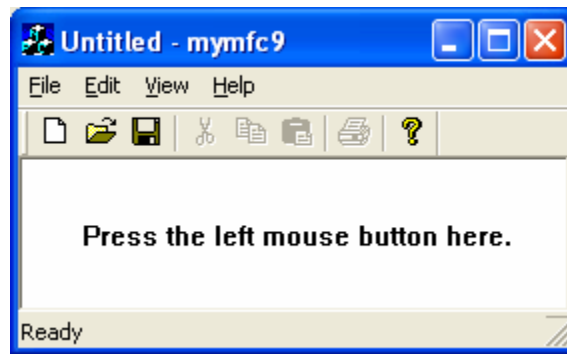 Untitled - mymfc9
File Edit View Help
Press the left mouse button here.
Ready